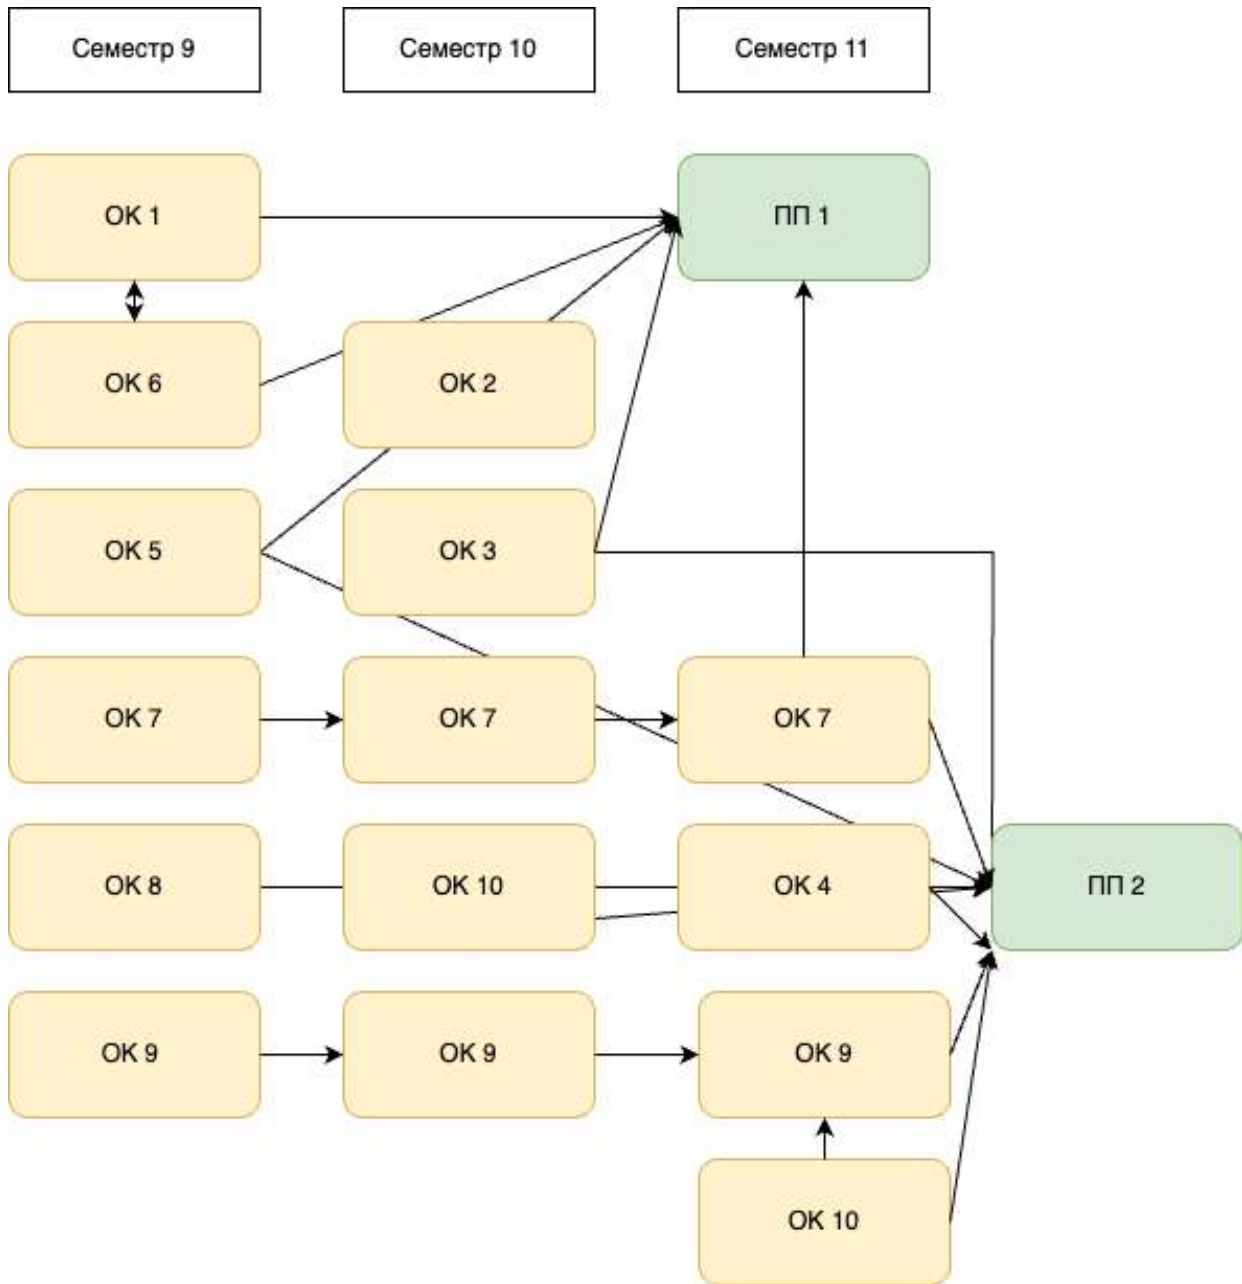 Семестр 9
Семестр 10
Семестр 11
ОК 1
ПП 1
ОК 6
ОК 2
ОК 5
ОК 3
ОК 7
ОК 7
ОК 7
ОК 8
ОК 10
ОК 4
ПП 2
ОК 9
ОК 9
ОК 9
ОК 10